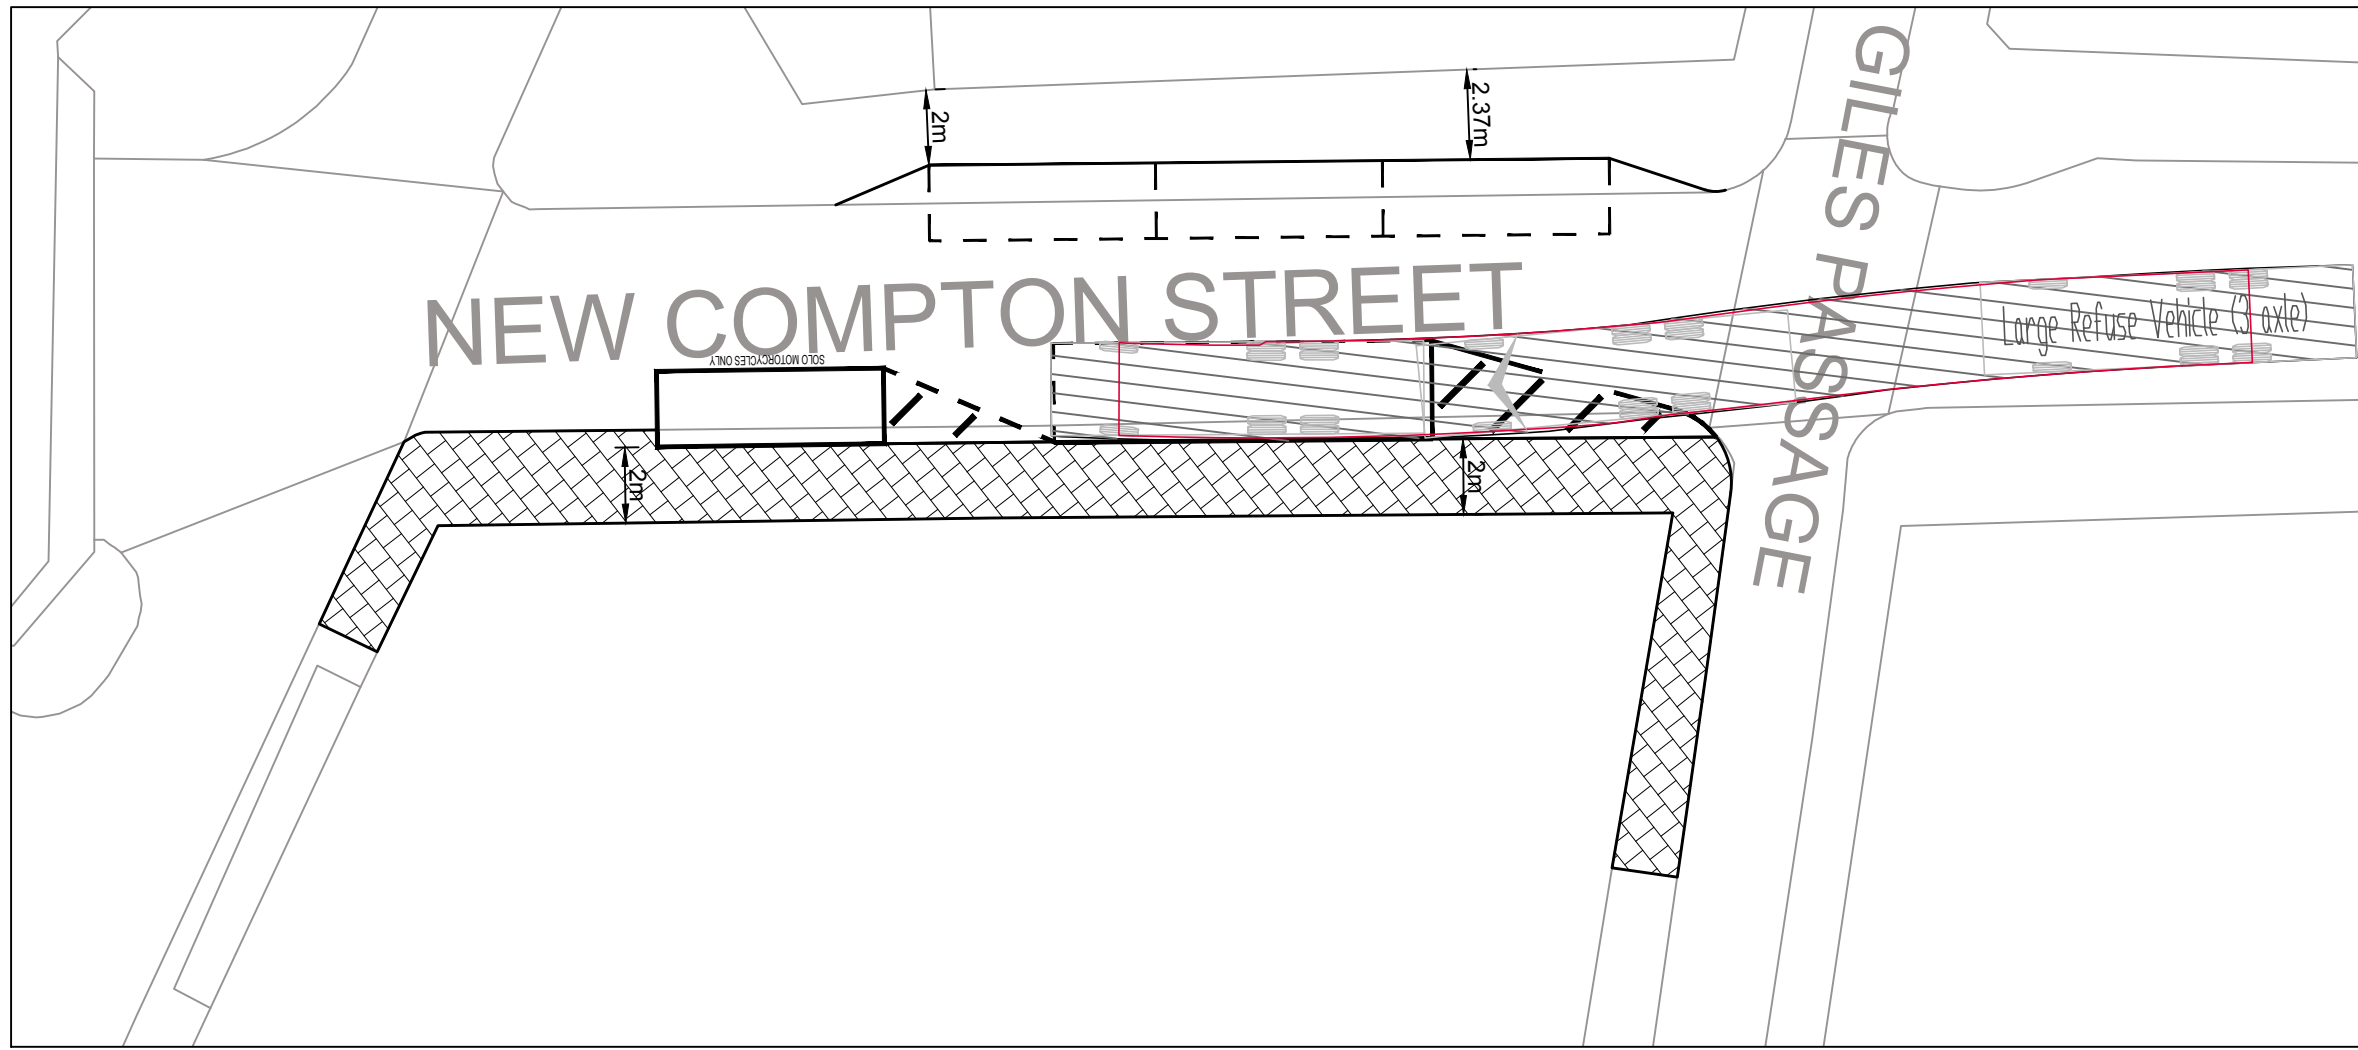 GILES PASSAGE
2m
2.37m
NEW COMPTON STREET
Large Refuse Vehicle (3 axle)
SOLO MOTORCYCLES ONLY
2m
2m